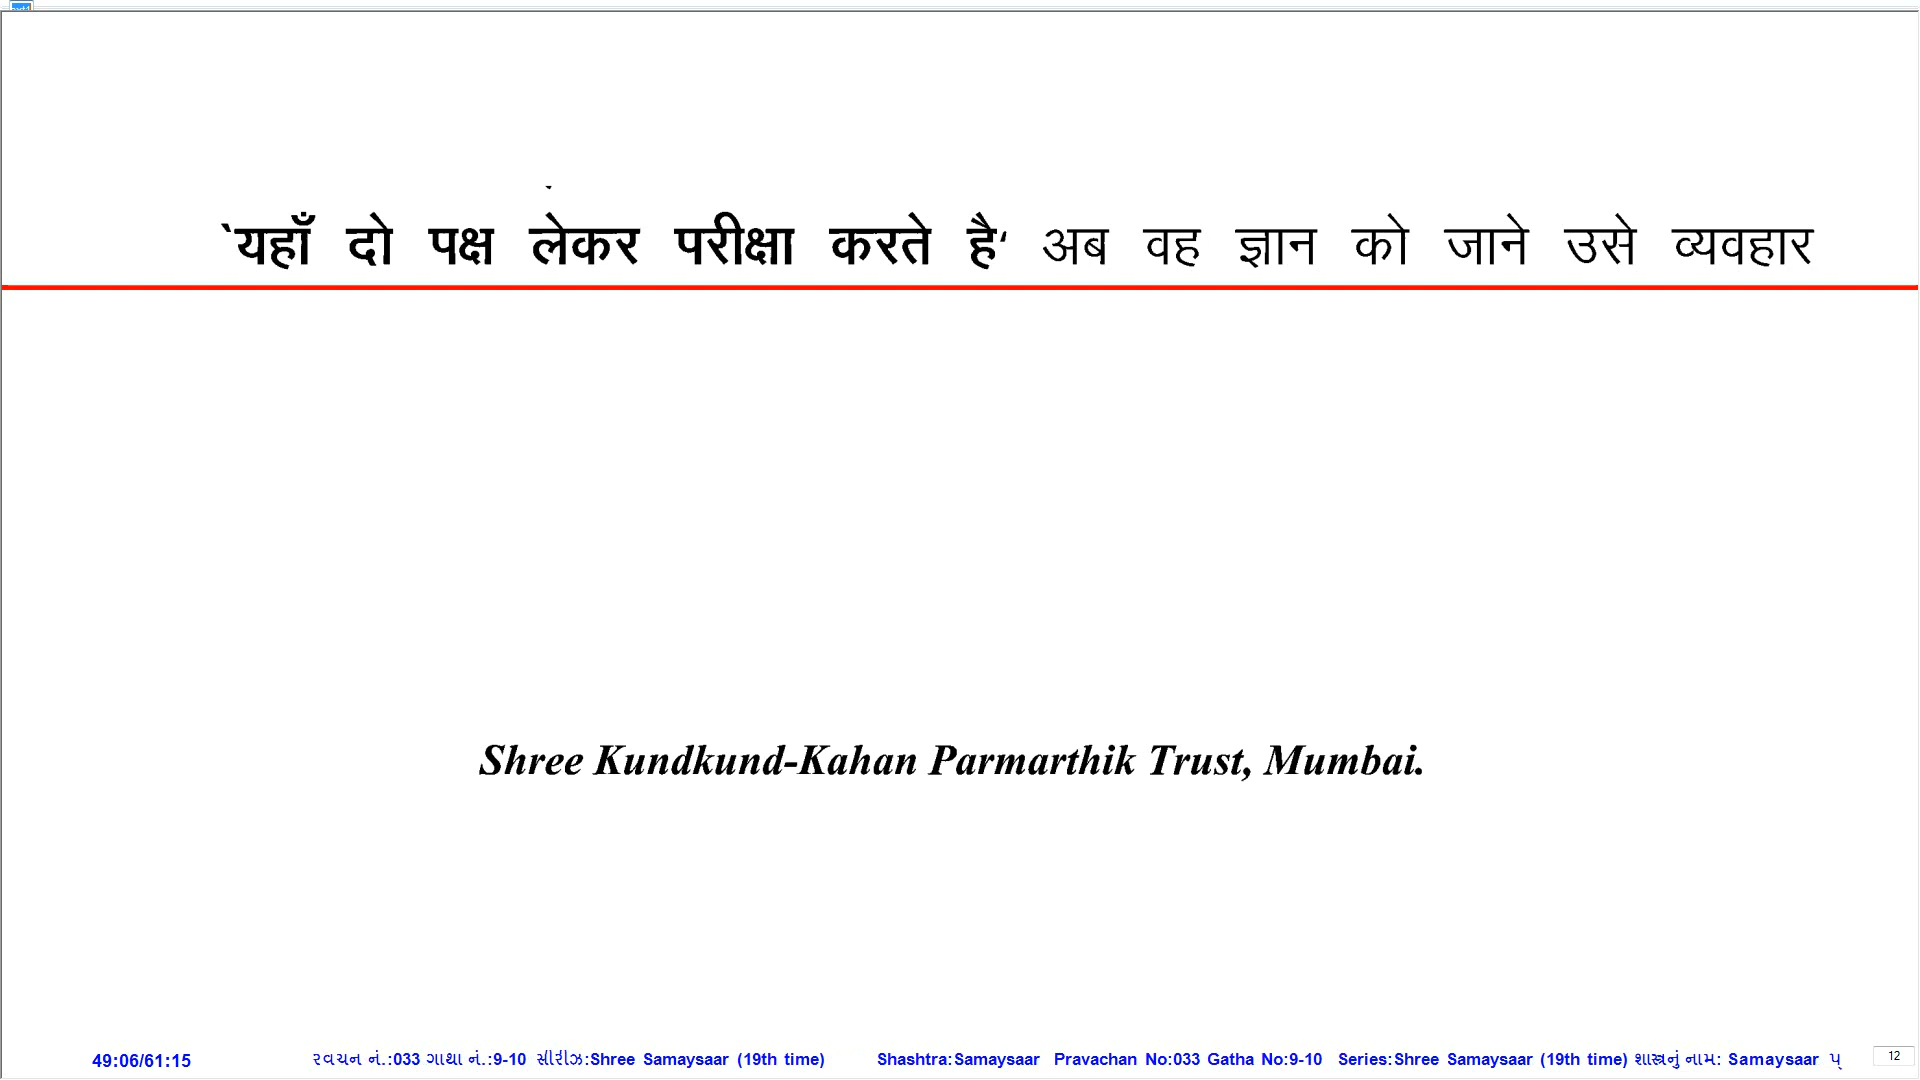 `यहाँ दो पक्ष लेकर परीक्षा करते है‘ अब वह ज्ञान को जाने उसे व्यवहार
Shree Kundkund-Kahan Parmarthik Trust, Mumbai.
49:06/61:15 રવચન નં.:033 ગાથા નં.:9-10 સીરીઝ:Shree Samaysaar (19th time) Shashtra:Samaysaar Pravachan No:033 Gatha No:9-10 Series:Shree Samaysaar (19th time) શાસ્ત્રનું નામ: Samaysaar પ્ 12